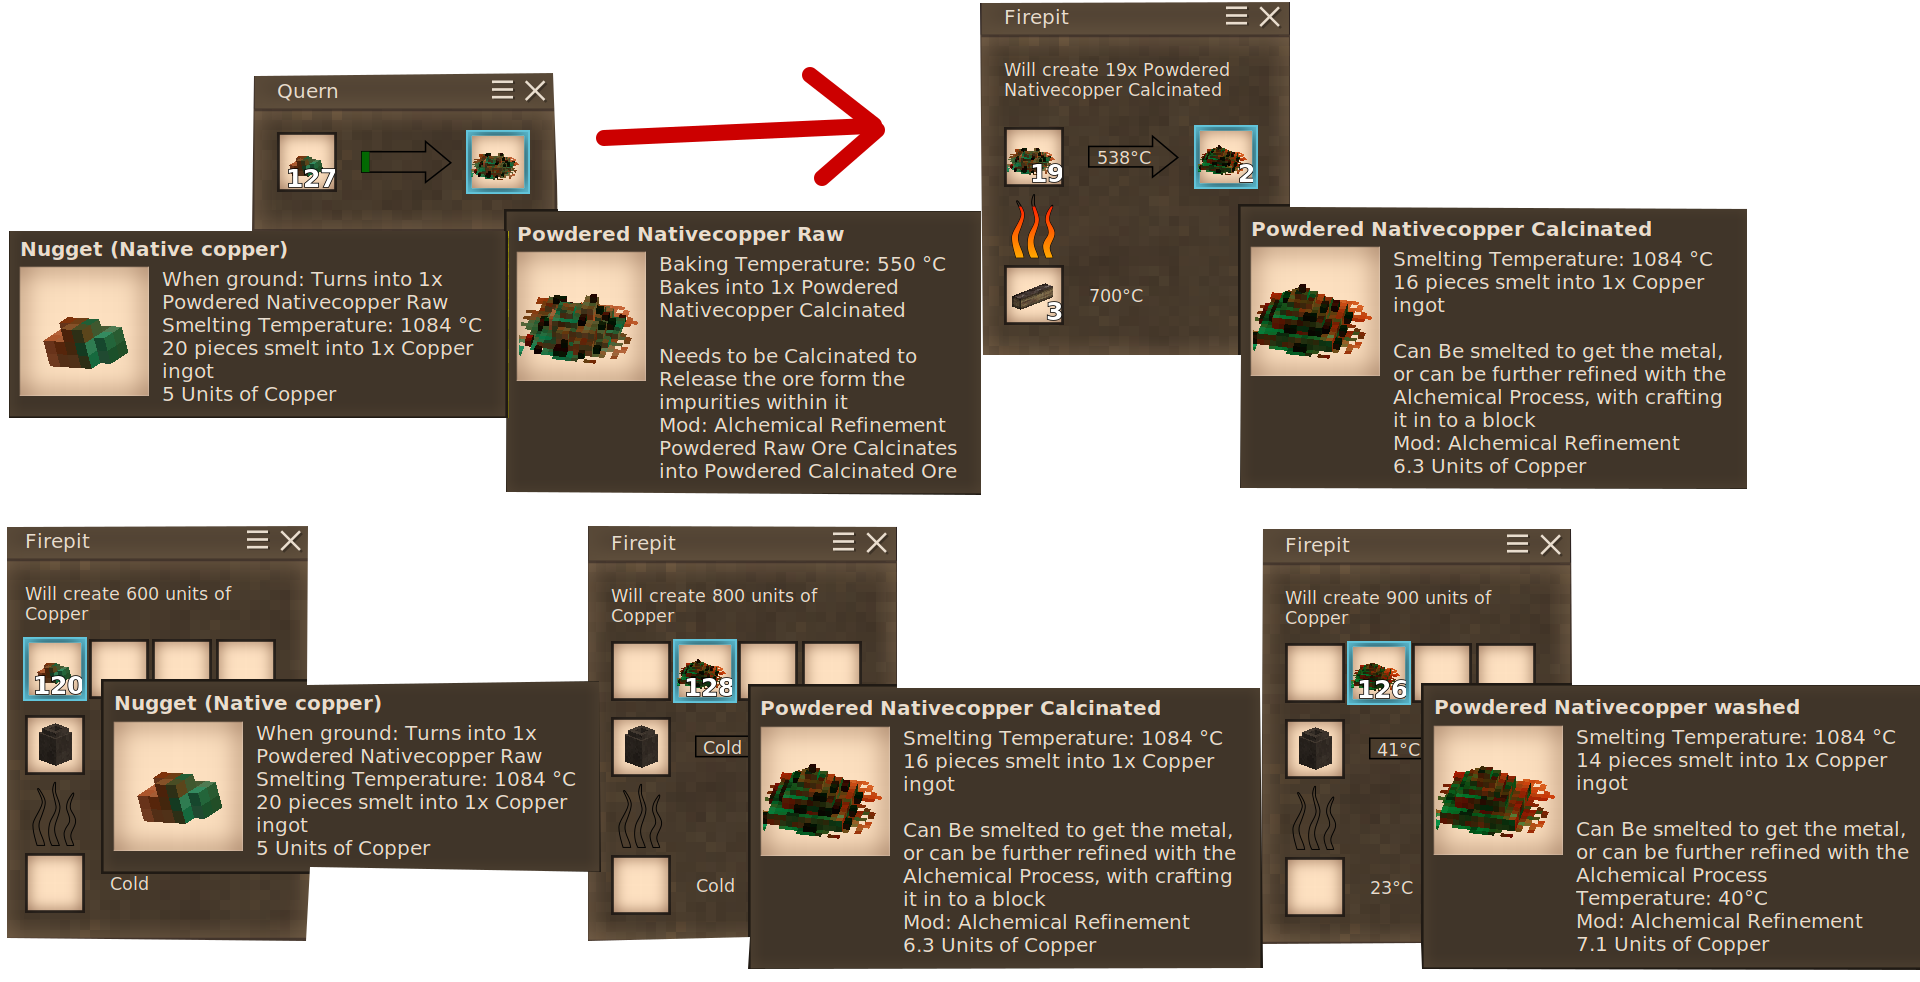 Quern
127
Nugget (Native copper)
When ground: Turns into 1x
Powdered Nativecopper Raw
Smelting Temperature: 1084 °C
20 pieces smelt into 1x Copper
ingot
5 Units of Copper
Powdered Nativecopper Raw
Baking Temperature: 550 °C
Bakes into 1x Powdered
Nativecopper Calcinated
Needs to be Calcinated to
Release the ore form the
impurities within it
Mod: Alchemical Refinement
Powdered Raw Ore Calcinates
into Powdered Calcinated Ore
Firepit
Will create 19x Powdered
Nativecopper Calcinated
19
538°C
2
3
700°C
Powdered Nativecopper Calcinated
Smelting Temperature: 1084 °C
16 pieces smelt into 1x Copper
ingot
Can Be smelted to get the metal,
or can be further refined with the
Alchemical Process, with crafting
it in to a block
Mod: Alchemical Refinement
6.3 Units of Copper
Firepit
Will create 600 units of
Copper
120
Nugget (Native copper)
When ground: Turns into 1x
Powdered Nativecopper Raw
Smelting Temperature: 1084 °C
20 pieces smelt into 1x Copper
ingot
5 Units of Copper
Cold
Firepit
Will create 800 units of
Copper
128
Cold
Cold
Powdered Nativecopper Calcinated
Smelting Temperature: 1084 °C
16 pieces smelt into 1x Copper
ingot
Can Be smelted to get the metal,
or can be further refined with the
Alchemical Process, with crafting
it in to a block
Mod: Alchemical Refinement
6.3 Units of Copper
Firepit
Will create 900 units of
Copper
126
41°C
23°C
Powdered Nativecopper washed
Smelting Temperature: 1084 °C
14 pieces smelt into 1x Copper
ingot
Can Be smelted to get the metal,
or can be further refined with the
Alchemical Process
Temperature: 40°C
Mod: Alchemical Refinement
7.1 Units of Copper